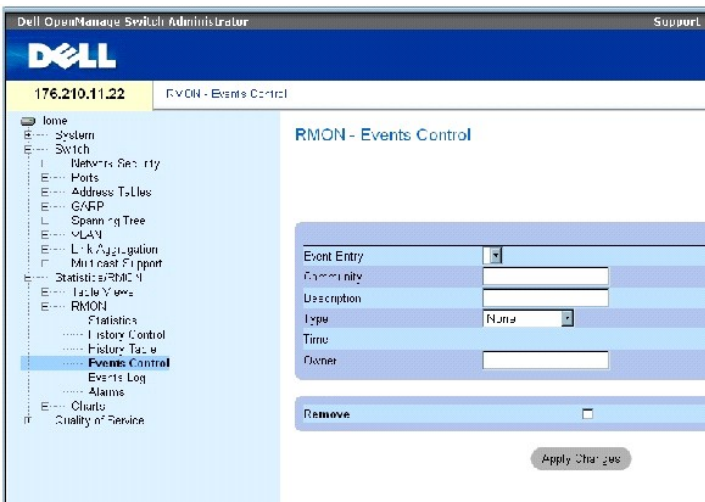 Dell OpenManage Switch Administrator
Support
DELL
176.210.11.22
RMON - Events Control
Home
System
Switch
Network Security
Ports
Address Tables
GARP
Spanning Tree
VLAN
Link Aggregation
Multicast Support
Statistics/RMON
Table Views
RMON
Statistics
History Control
History Table
Events Control
Events Log
Alarms
Charts
Quality of Service
RMON - Events Control
Event Entry
Community
Description
Type
None
Time
Owner
Remove
Apply Changes